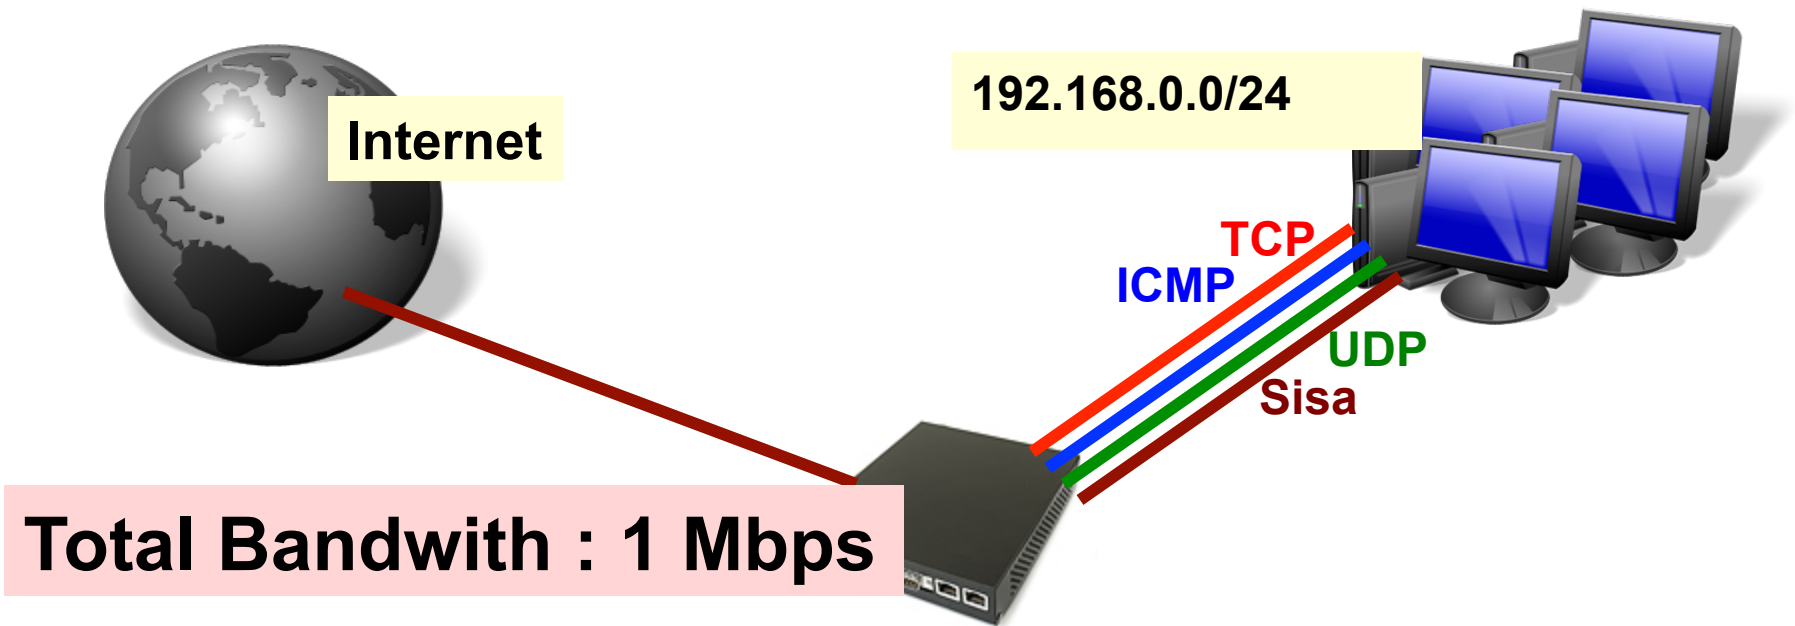 Internet
192.168.0.0/24
TCP
ICMP
UDP
Sisa
Total Bandwith : 1 Mbps